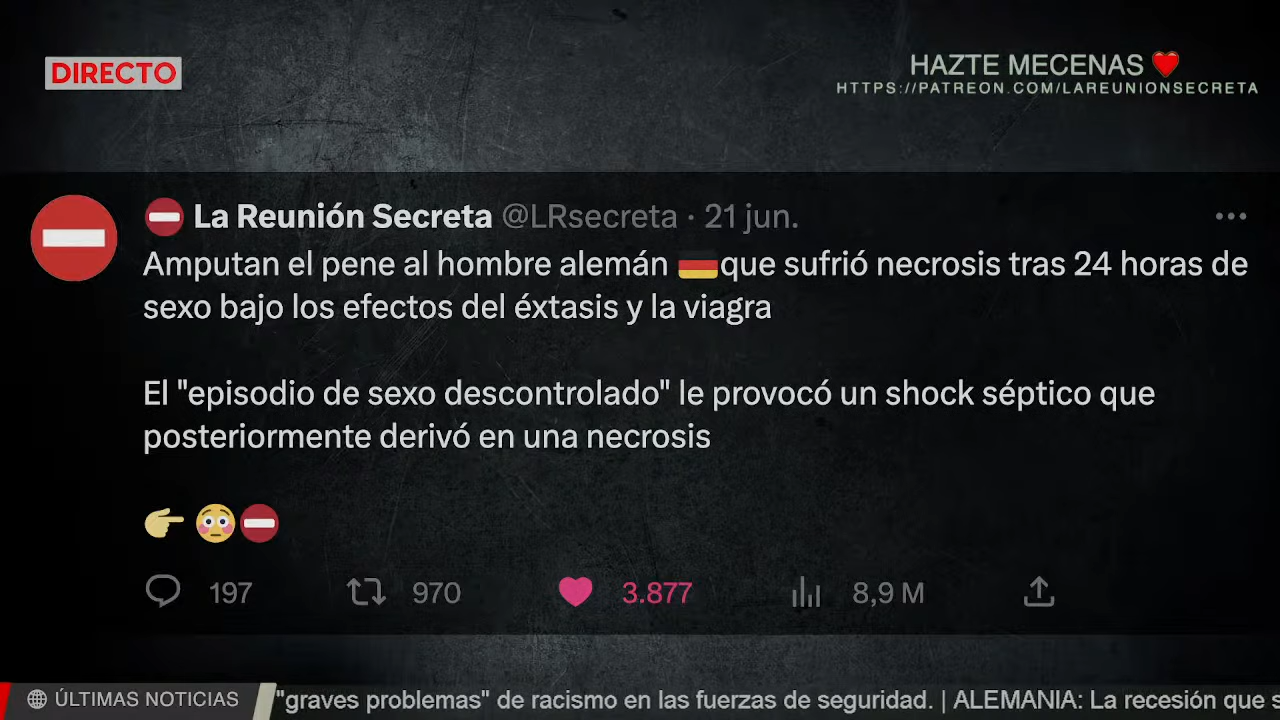 DIRECTO
HAZTE MECENAS ❤️
HTTPS://PATREON.COM/LAREUNIONSECRETA
⛔ La Reunión Secreta @LRsecreta · 21 jun.
Amputan el pene al hombre alemán 🇩🇪que sufrió necrosis tras 24 horas de
sexo bajo los efectos del éxtasis y la viagra
El "episodio de sexo descontrolado" le provocó un shock séptico que
posteriormente derivó en una necrosis
👉 😳⛔
197 970 3.877 8,9 M
ÚLTIMAS NOTICIAS "graves problemas" de racismo en las fuerzas de seguridad. | ALEMANIA: La recesión que s